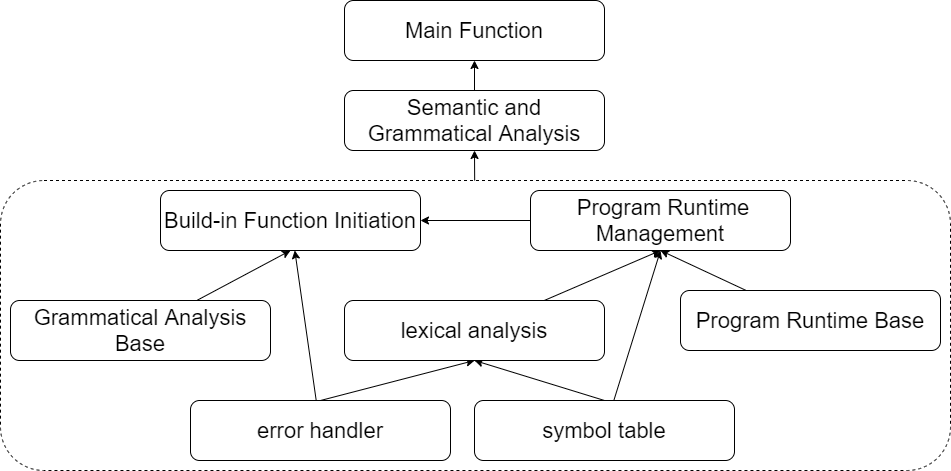 Main Function
Semantic and
Grammatical Analysis
Build-in Function Initiation
Program Runtime
Management
Grammatical Analysis
Base
lexical analysis
Program Runtime Base
error handler
symbol table